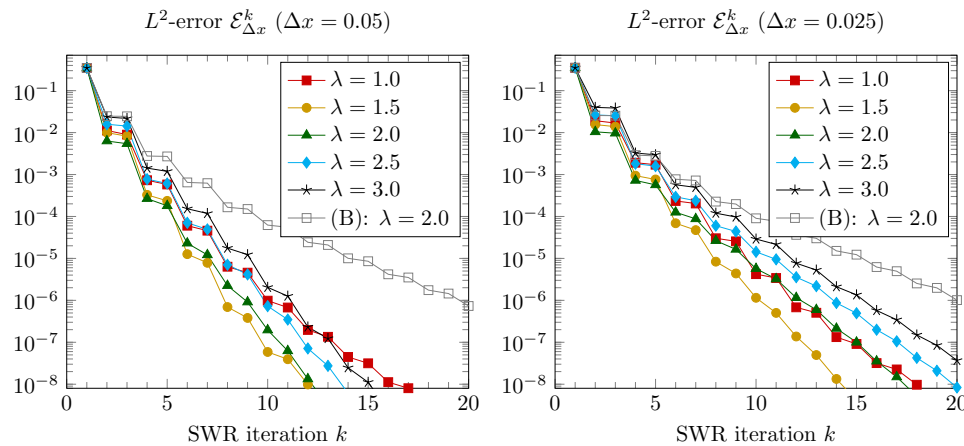 L²-error 𝓔ᵏ_Δx (Δx = 0.05)
10⁻¹
10⁻²
10⁻³
10⁻⁴
10⁻⁵
10⁻⁶
10⁻⁷
10⁻⁸
λ = 1.0
λ = 1.5
λ = 2.0
λ = 2.5
λ = 3.0
(B): λ = 2.0
0 5 10 15 20
SWR iteration k
L²-error 𝓔ᵏ_Δx (Δx = 0.025)
10⁻¹
10⁻²
10⁻³
10⁻⁴
10⁻⁵
10⁻⁶
10⁻⁷
10⁻⁸
λ = 1.0
λ = 1.5
λ = 2.0
λ = 2.5
λ = 3.0
(B): λ = 2.0
0 5 10 15 20
SWR iteration k